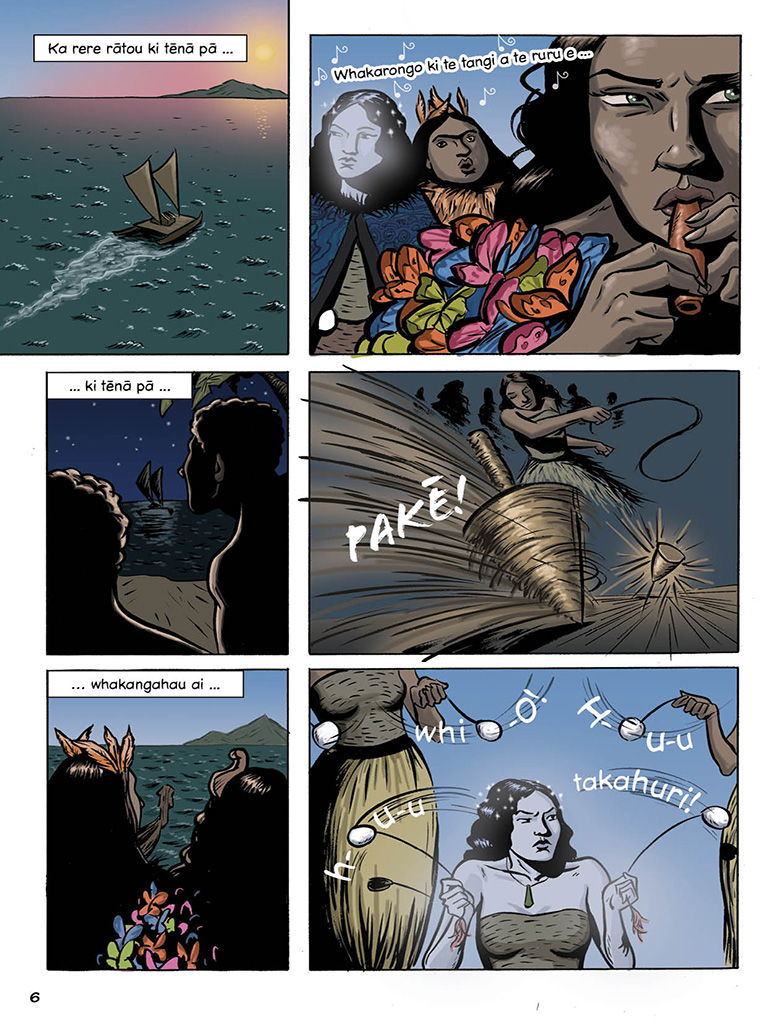 Ka rere rātou ki tēnā pā ...
Whakarongo ki te tangi a te ruru e ...
... ki tēnā pā ...
PAKĒ!
... whakangahau ai ...
whi -O!
H- u-u
h- u-u
takahuri!
6